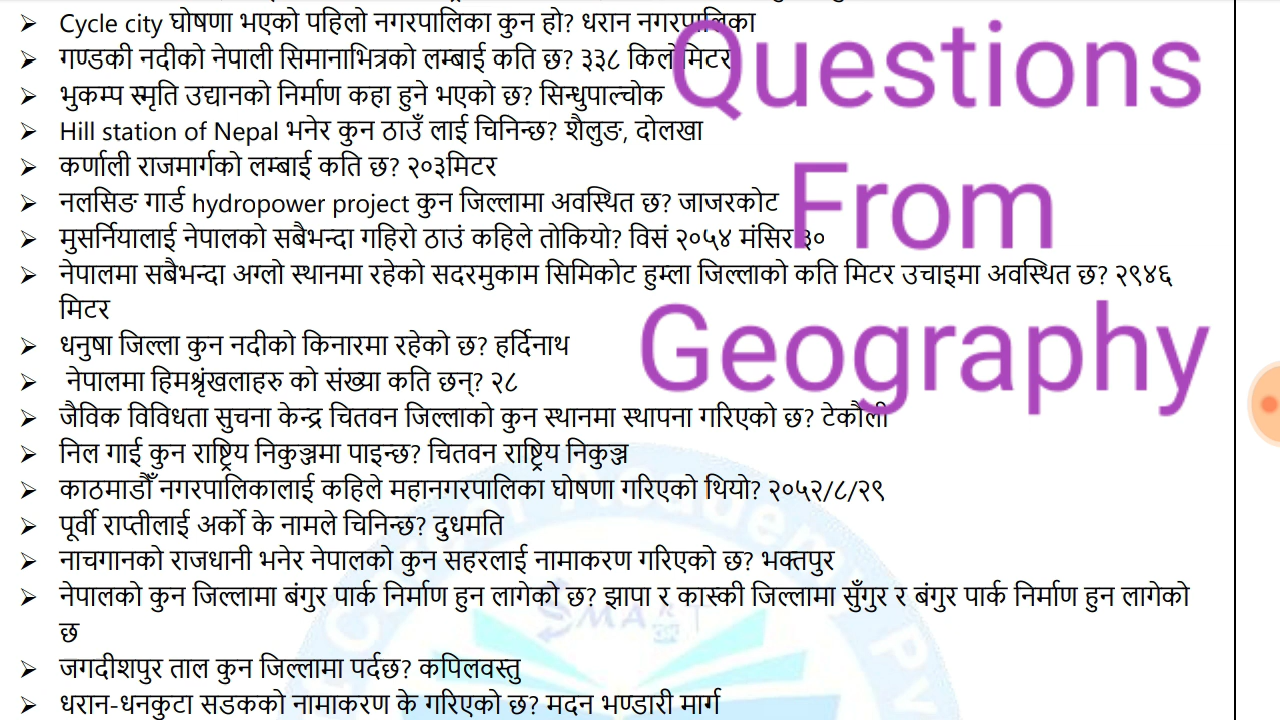 Cycle city घोषणा भएको पहिलो नगरपालिका कुन हो? धरान नगरपालिका
गण्डकी नदीको नेपाली सिमानाभित्रको लम्बाई कति छ? ३३८ किलोमिटर
भुकम्प स्मृति उद्यानको निर्माण कहा हुने भएको छ? सिन्धुपाल्चोक
Hill station of Nepal भनेर कुन ठाउँ लाई चिनिन्छ? शैलुङ, दोलखा
कर्णाली राजमार्गको लम्बाई कति छ? २०३मिटर
नलसिङ गार्ड hydropower project कुन जिल्लामा अवस्थित छ? जाजरकोट
मुसर्नियालाई नेपालको सबैभन्दा गहिरो ठाउं कहिले तोकियो? विसं २०५४ मंसिर ३०
नेपालमा सबैभन्दा अग्लो स्थानमा रहेको सदरमुकाम सिमिकोट हुम्ला जिल्लाको कति मिटर उचाइमा अवस्थित छ? २९४६
मिटर
धनुषा जिल्ला कुन नदीको किनारमा रहेको छ? हर्दिनाथ
नेपालमा हिमश्रृंखलाहरु को संख्या कति छन्? २८
जैविक विविधता सुचना केन्द्र चितवन जिल्लाको कुन स्थानमा स्थापना गरिएको छ? टेकौली
निल गाई कुन राष्ट्रिय निकुञ्जमा पाइन्छ? चितवन राष्ट्रिय निकुञ्ज
काठमाडौँ नगरपालिकालाई कहिले महानगरपालिका घोषणा गरिएको थियो? २०५२/८/२९
पूर्वी राप्तीलाई अर्को के नामले चिनिन्छ? दुधमति
नाचगानको राजधानी भनेर नेपालको कुन सहरलाई नामाकरण गरिएको छ? भक्तपुर
नेपालको कुन जिल्लामा बंगुर पार्क निर्माण हुन लागेको छ? झापा र कास्की जिल्लामा सुँगुर र बंगुर पार्क निर्माण हुन लागेको
छ
जगदीशपुर ताल कुन जिल्लामा पर्दछ? कपिलवस्तु
धरान-धनकुटा सडकको नामाकरण के गरिएको छ? मदन भण्डारी मार्ग
Questions
From
Geography